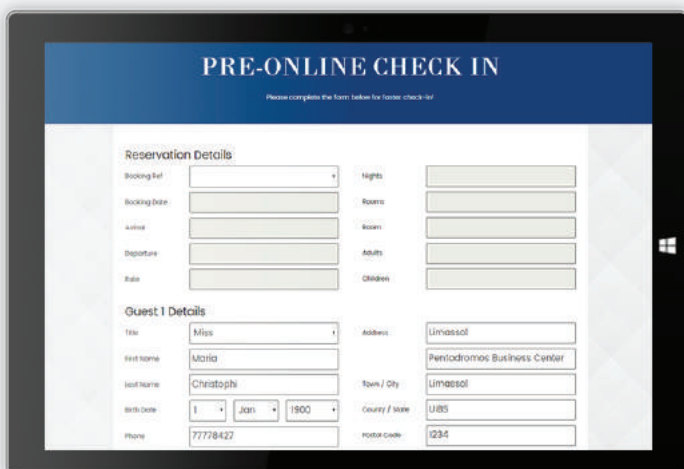 PRE-ONLINE CHECK IN
Please complete the form below for faster check-in!
Reservation Details
Booking Ref
Nights
Booking Date
Rooms
Arrival
Room
Departure
Adults
Rate
Children
Guest 1 Details
Title Miss
Address Limassol
First Name Maria
Pentadromos Business Center
Last Name Christophi
Town / City Limassol
Birth Date 1 Jan 1900
County / State
Phone 77778427
Postal Code 1234